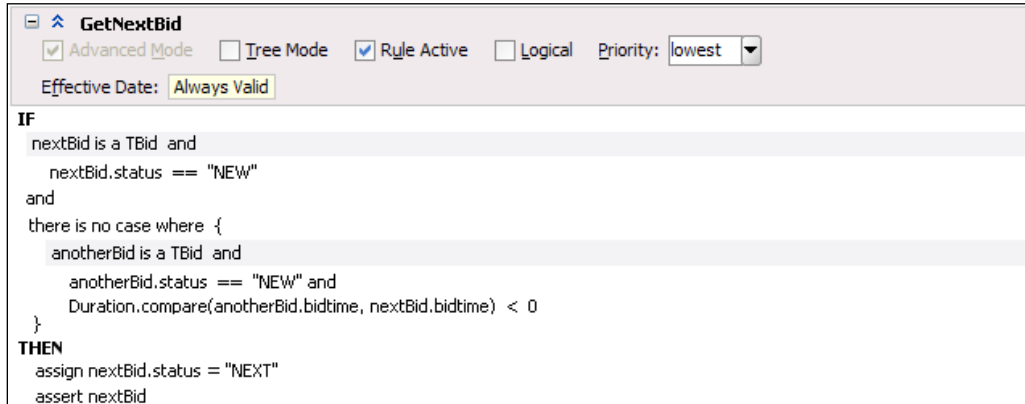 GetNextBid
Advanced Mode Tree Mode Rule Active Logical Priority: lowest
Effective Date: Always Valid
IF
nextBid is a TBid and
nextBid.status == "NEW"
and
there is no case where {
anotherBid is a TBid and
anotherBid.status == "NEW" and
Duration.compare(anotherBid.bidtime, nextBid.bidtime) < 0
}
THEN
assign nextBid.status = "NEXT"
assert nextBid